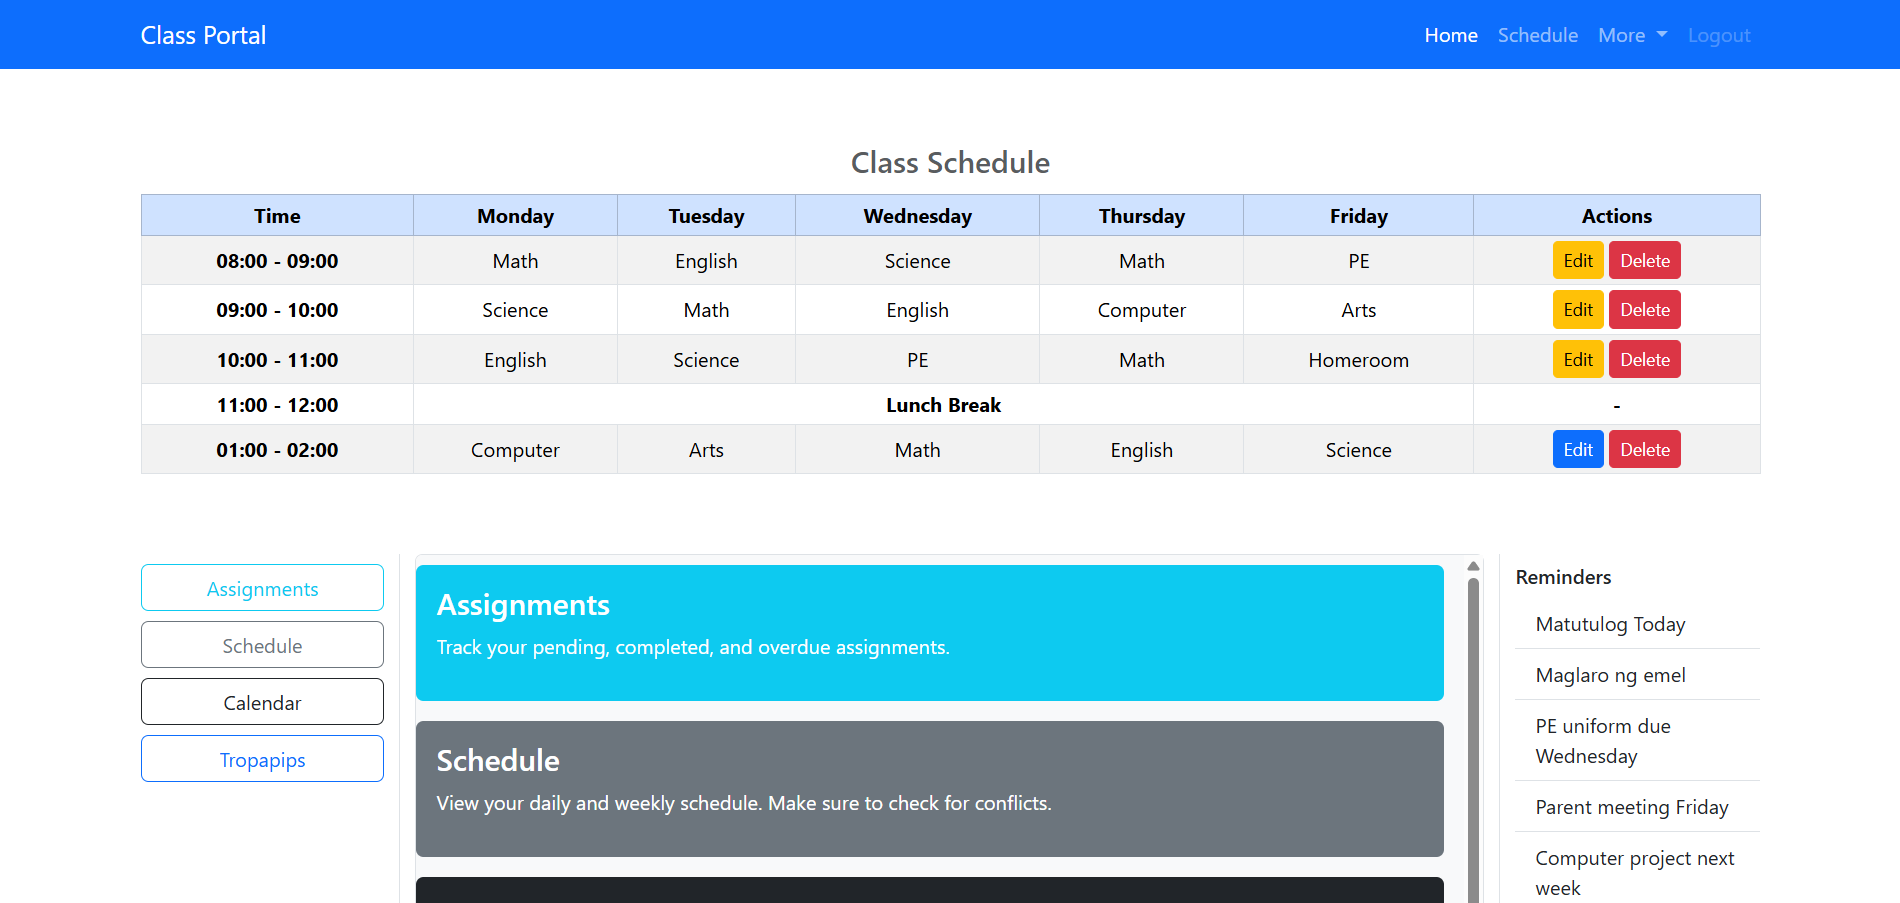 Class Portal
Home Schedule More Logout
Class Schedule
Time Monday Tuesday Wednesday Thursday Friday Actions
08:00 - 09:00 Math English Science Math PE Edit Delete
09:00 - 10:00 Science Math English Computer Arts Edit Delete
10:00 - 11:00 English Science PE Math Homeroom Edit Delete
11:00 - 12:00 Lunch Break -
01:00 - 02:00 Computer Arts Math English Science Edit Delete
Assignments
Schedule
Calendar
Tropapips
Assignments
Track your pending, completed, and overdue assignments.
Schedule
View your daily and weekly schedule. Make sure to check for conflicts.
Reminders
Matutulog Today
Maglaro ng emel
PE uniform due
Wednesday
Parent meeting Friday
Computer project next
week